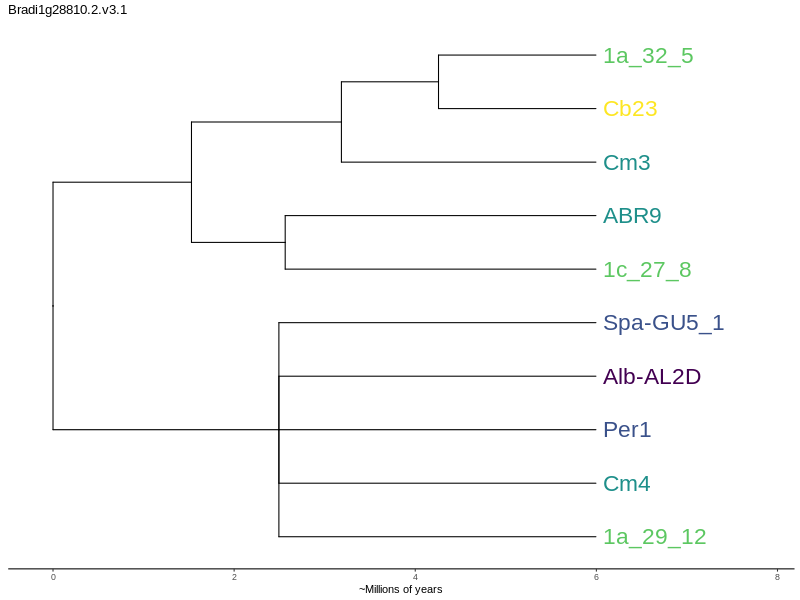 Bradi1g28810.2.v3.1
1a_32_5
Cb23
Cm3
ABR9
1c_27_8
Spa-GU5_1
Alb-AL2D
Per1
Cm4
1a_29_12
0 2 4 6 8
~Millions of years